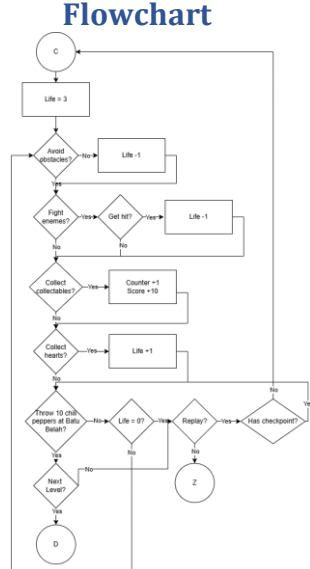 Flowchart
C
Life = 3
Avoid
obstacles?
No
Life -1
Yes
Fight
enemies?
Yes
Get hit?
Yes
Life -1
No
No
Collect
collectables?
Yes
Counter +1
Score +10
No
Collect
hearts?
Yes
Life +1
No
Throw 10 chili
peppers at Batu
Belah?
No
Life = 0?
Yes
Replay?
Yes
Has checkpoint?
No
Ye
Yes
No
No
No
Next
Level?
Z
Yes
D